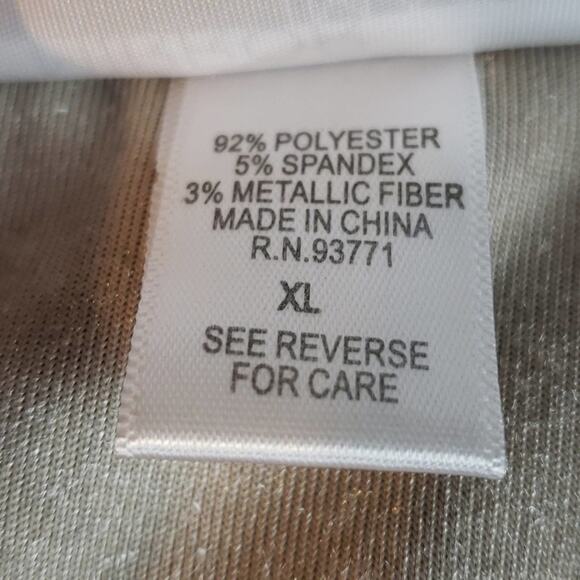 92% POLYESTER
5% SPANDEX
3% METALLIC FIBER
MADE IN CHINA
R.N.93771
XL
SEE REVERSE
FOR CARE